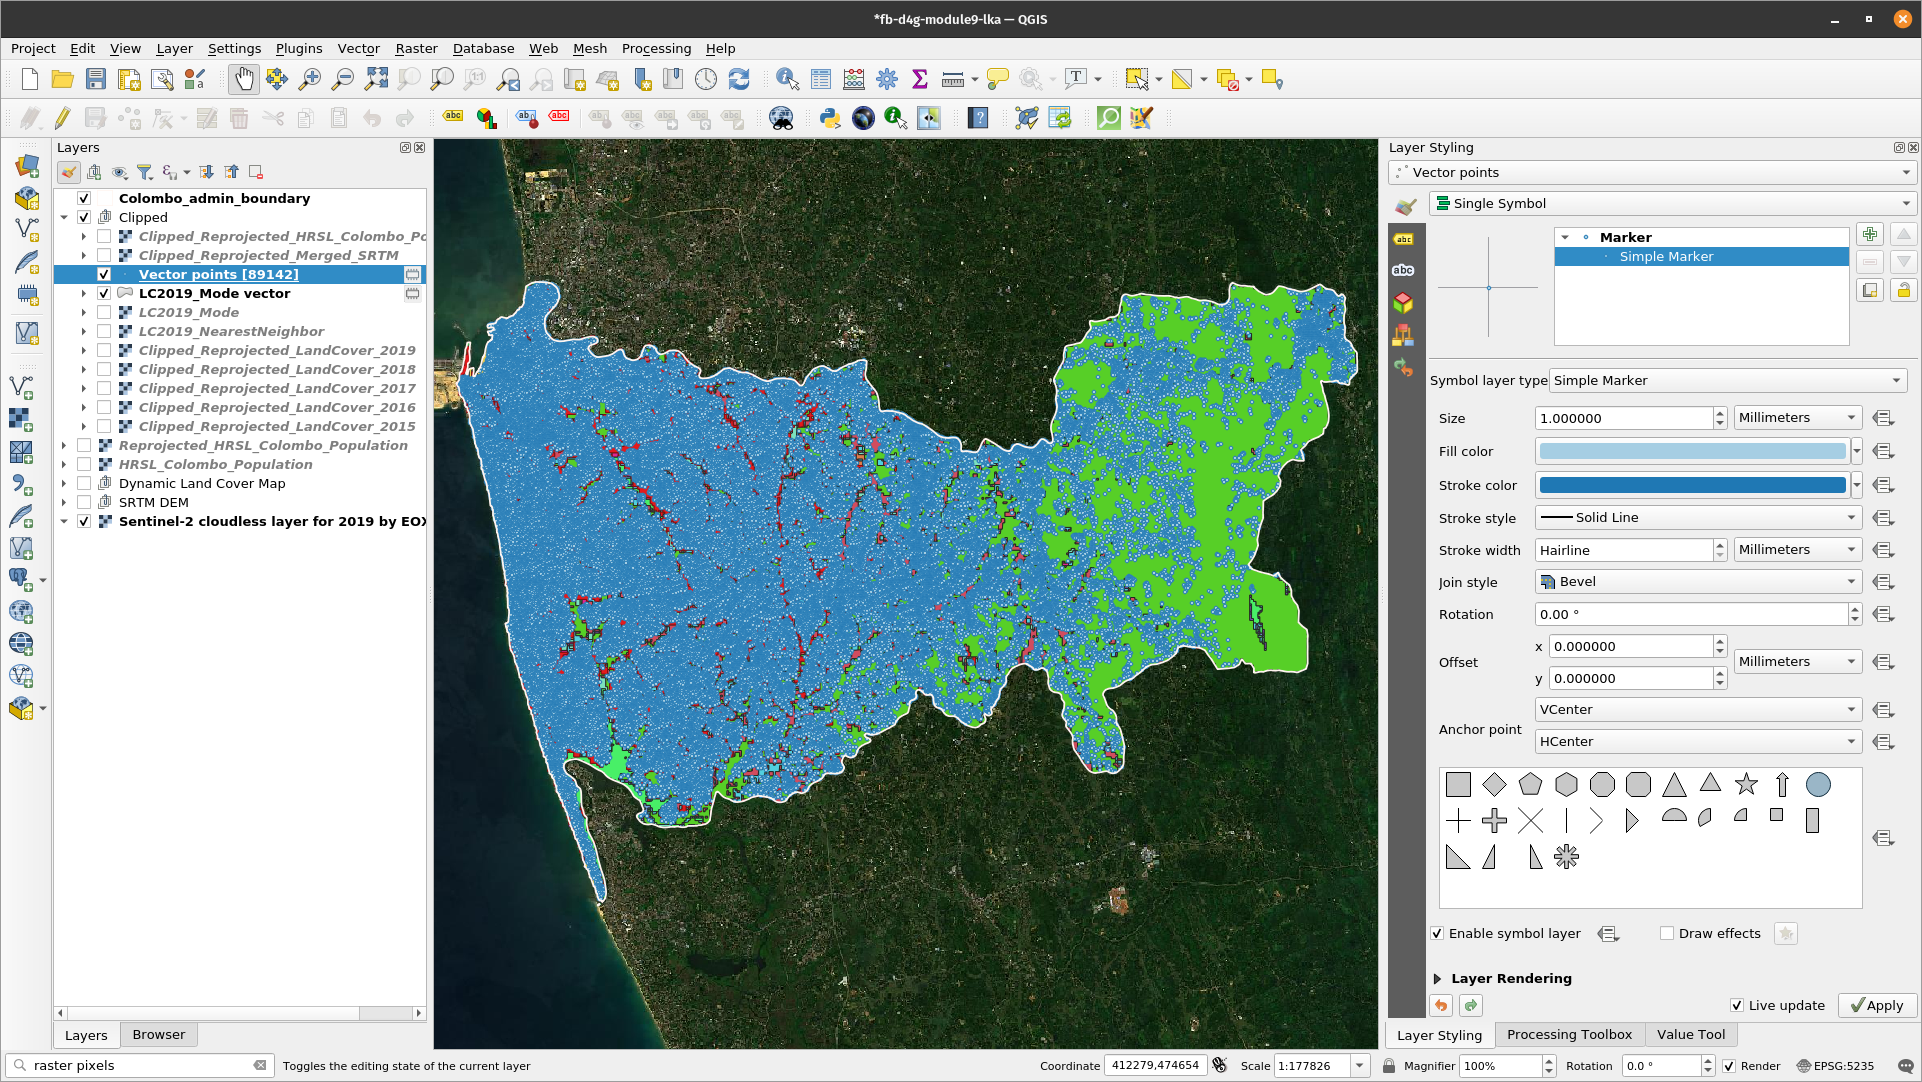 *fb-d4g-module9-lka — QGIS
Project Edit View Layer Settings Plugins Vector Raster Database Web Mesh Processing Help
Layers
Colombo_admin_boundary
Clipped
Clipped_Reprojected_HRSL_Colombo_Po
Clipped_Reprojected_Merged_SRTM
Vector points [89142]
LC2019_Mode vector
LC2019_Mode
LC2019_NearestNeighbor
Clipped_Reprojected_LandCover_2019
Clipped_Reprojected_LandCover_2018
Clipped_Reprojected_LandCover_2017
Clipped_Reprojected_LandCover_2016
Clipped_Reprojected_LandCover_2015
Reprojected_HRSL_Colombo_Population
HRSL_Colombo_Population
Dynamic Land Cover Map
SRTM DEM
Sentinel-2 cloudless layer for 2019 by EOX
Layers Browser
Layer Styling
Vector points
Single Symbol
Marker
Simple Marker
Symbol layer type Simple Marker
Size 1.000000 Millimeters
Fill color
Stroke color
Stroke style Solid Line
Stroke width Hairline Millimeters
Join style Bevel
Rotation 0.00 °
Offset x 0.000000 Millimeters
y 0.000000
Anchor point VCenter
HCenter
Enable symbol layer Draw effects
Layer Rendering
Live update Apply
Layer Styling Processing Toolbox Value Tool
raster pixels Toggles the editing state of the current layer Coordinate 412279,474654 Scale 1:177826 Magnifier 100% Rotation 0.0 ° Render EPSG:5235